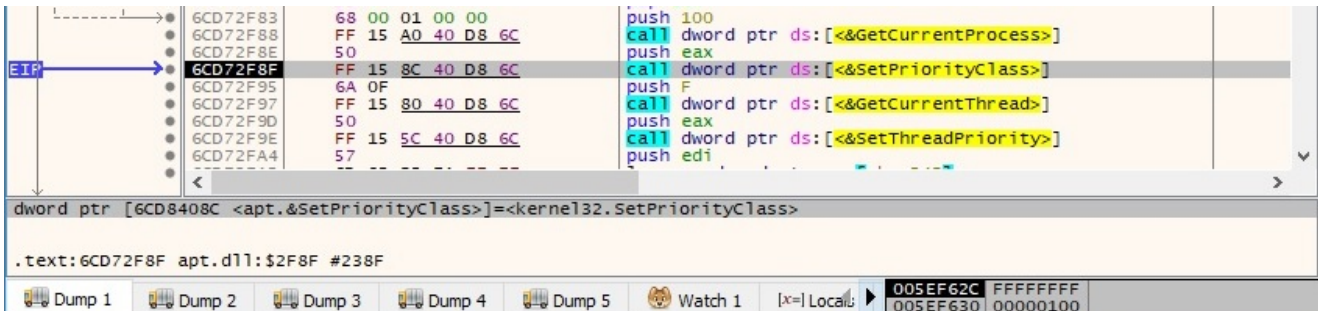 6CD72F83 68 00 01 00 00 push 100
6CD72F88 FF 15 A0 40 D8 6C call dword ptr ds:[<&GetCurrentProcess>]
6CD72F8E 50 push eax
EIP 6CD72F8F FF 15 8C 40 D8 6C call dword ptr ds:[<&SetPriorityClass>]
6CD72F95 6A 0F push F
6CD72F97 FF 15 80 40 D8 6C call dword ptr ds:[<&GetCurrentThread>]
6CD72F9D 50 push eax
6CD72F9E FF 15 5C 40 D8 6C call dword ptr ds:[<&SetThreadPriority>]
6CD72FA4 57 push edi
dword ptr [6CD8408C <apt.&SetPriorityClass>]=<kernel32.SetPriorityClass>
.text:6CD72F8F apt.dll:$2F8F #238F
Dump 1 Dump 2 Dump 3 Dump 4 Dump 5 Watch 1 [x=] Locals 005EF62C FFFFFFFF
005EF630 00000100